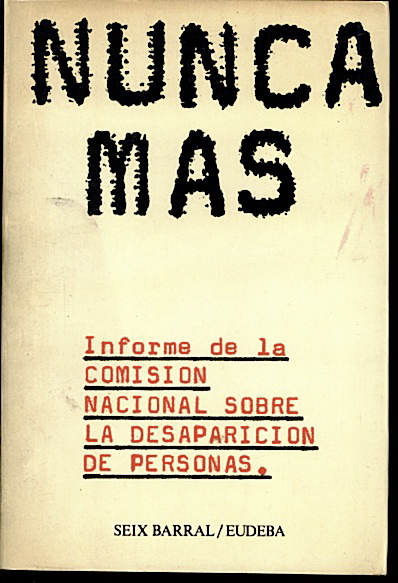 NUNCA
MAS
Informe de la
COMISION
NACIONAL SOBRE
LA DESAPARICION
DE PERSONAS.
SEIX BARRAL/EUDEBA